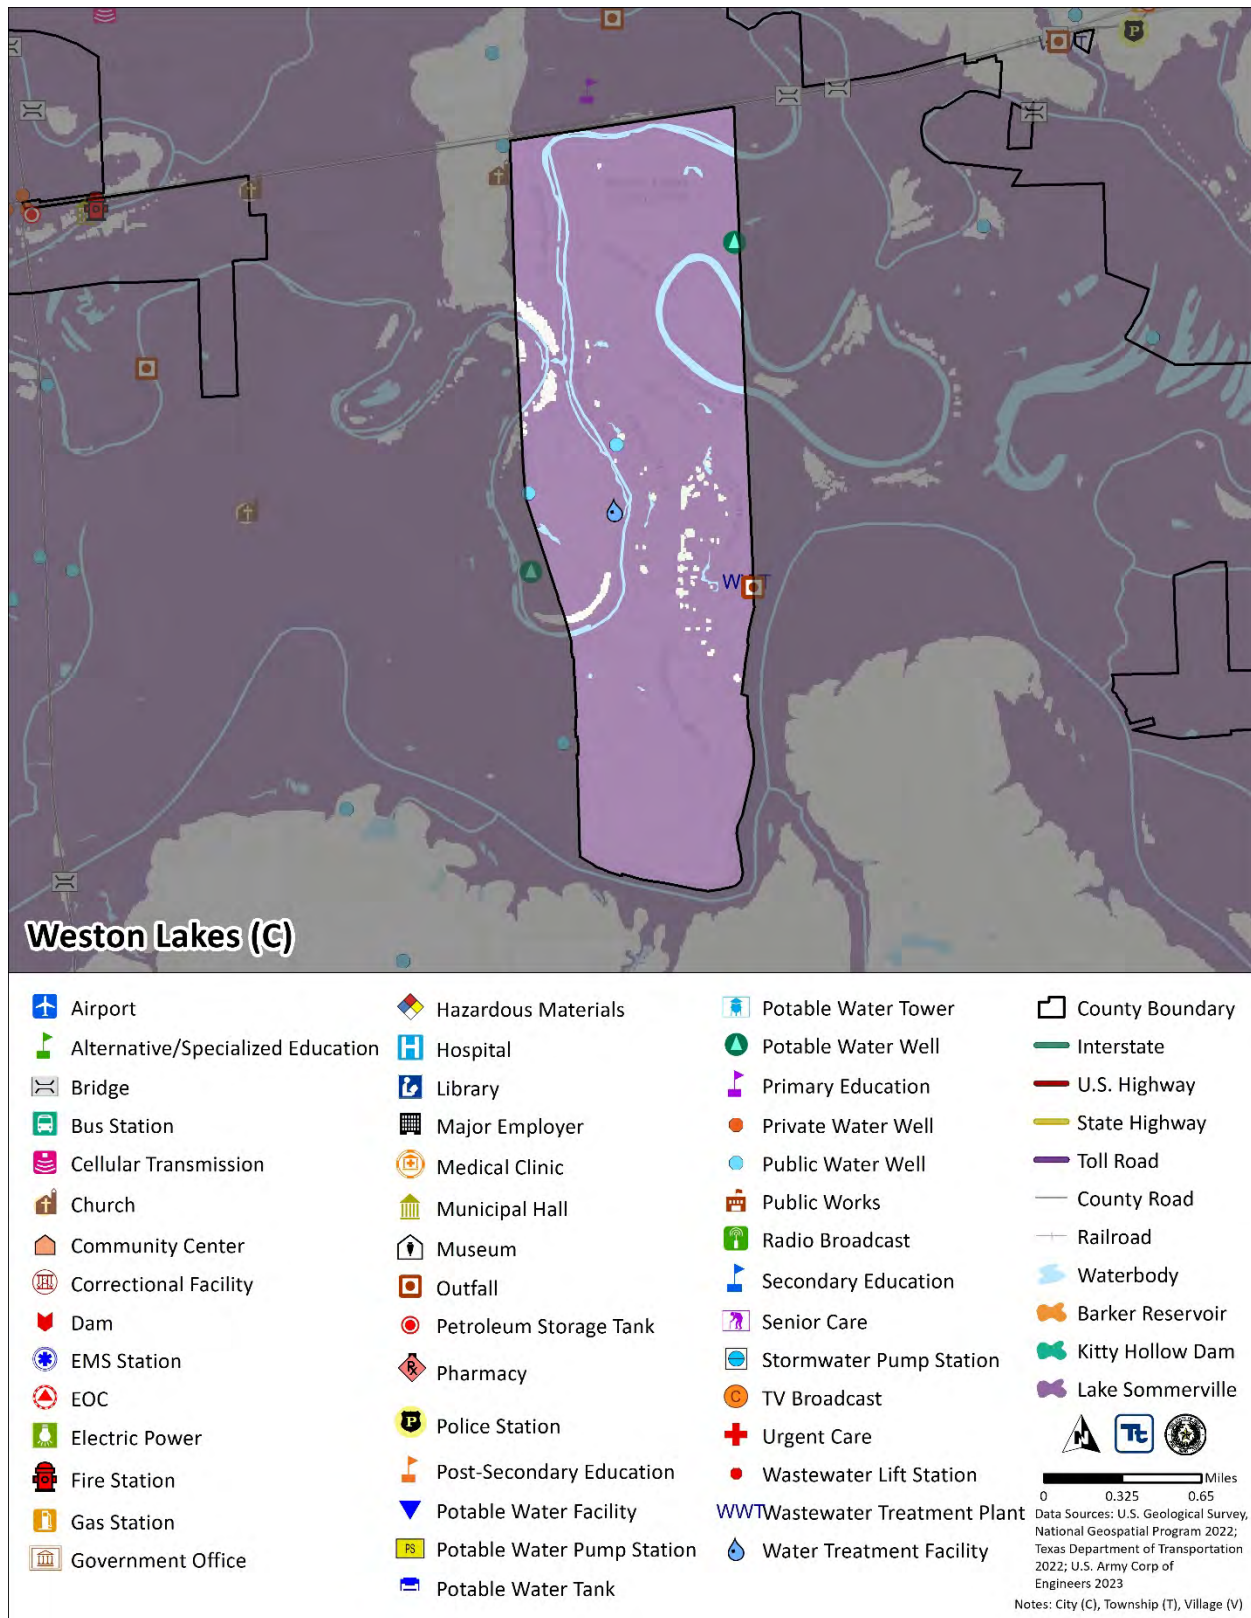 WWT
Weston Lakes (C)
Airport
Alternative/Specialized Education
Bridge
Bus Station
Cellular Transmission
Church
Community Center
Correctional Facility
Dam
EMS Station
EOC
Electric Power
Fire Station
Gas Station
Government Office
Hazardous Materials
Hospital
Library
Major Employer
Medical Clinic
Municipal Hall
Museum
Outfall
Petroleum Storage Tank
Pharmacy
Police Station
Post-Secondary Education
Potable Water Facility
PS Potable Water Pump Station
Potable Water Tank
Potable Water Tower
Potable Water Well
Primary Education
Private Water Well
Public Water Well
Public Works
Radio Broadcast
Secondary Education
Senior Care
Stormwater Pump Station
C TV Broadcast
Urgent Care
Wastewater Lift Station
WWT Wastewater Treatment Plant
Water Treatment Facility
County Boundary
Interstate
U.S. Highway
State Highway
Toll Road
County Road
Railroad
Waterbody
Barker Reservoir
Kitty Hollow Dam
Lake Sommerville
N Tt
Miles
0 0.325 0.65
Data Sources: U.S. Geological Survey,
National Geospatial Program 2022;
Texas Department of Transportation
2022; U.S. Army Corp of
Engineers 2023
Notes: City (C), Township (T), Village (V)